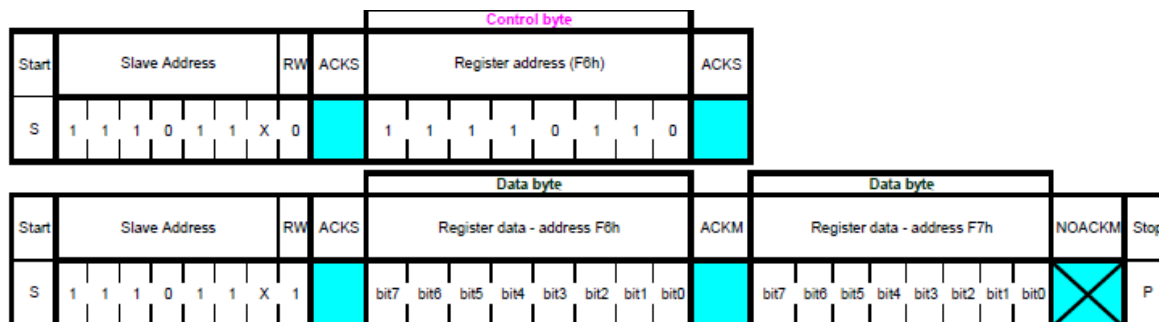 Control byte
Start Slave Address RW ACKS Register address (F6h) ACKS
S 1 1 1 0 1 1 X 0 1 1 1 1 0 1 1 0
Data byte Data byte
Start Slave Address RW ACKS Register data - address F6h ACKM Register data - address F7h NOACKM Stop
S 1 1 1 0 1 1 X 1 bit7 bit6 bit5 bit4 bit3 bit2 bit1 bit0 bit7 bit6 bit5 bit4 bit3 bit2 bit1 bit0 P